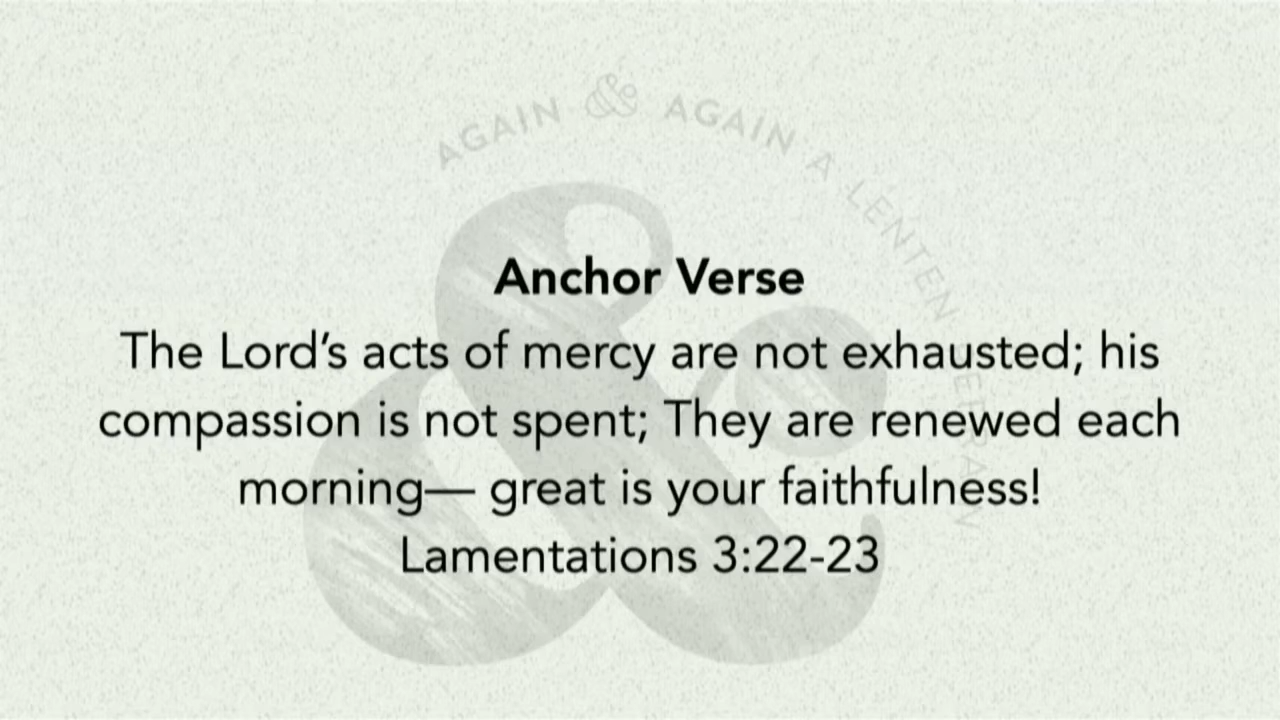 AGAIN & AGAIN A LENTEN REFRAIN
Anchor Verse
The Lord’s acts of mercy are not exhausted; his
compassion is not spent; They are renewed each
morning— great is your faithfulness!
Lamentations 3:22-23